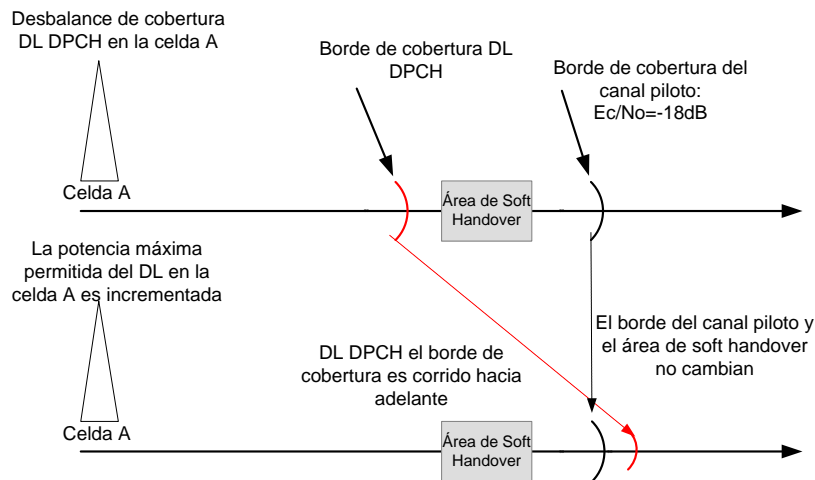 Desbalance de cobertura
DL DPCH en la celda A
Borde de cobertura DL
DPCH
Borde de cobertura del
canal piloto:
Ec/No=-18dB
Celda A
Área de Soft
Handover
La potencia máxima
permitida del DL en la
celda A es incrementada
DL DPCH el borde de
cobertura es corrido hacia
adelante
El borde del canal piloto y
el área de soft handover
no cambian
Celda A
Área de Soft
Handover